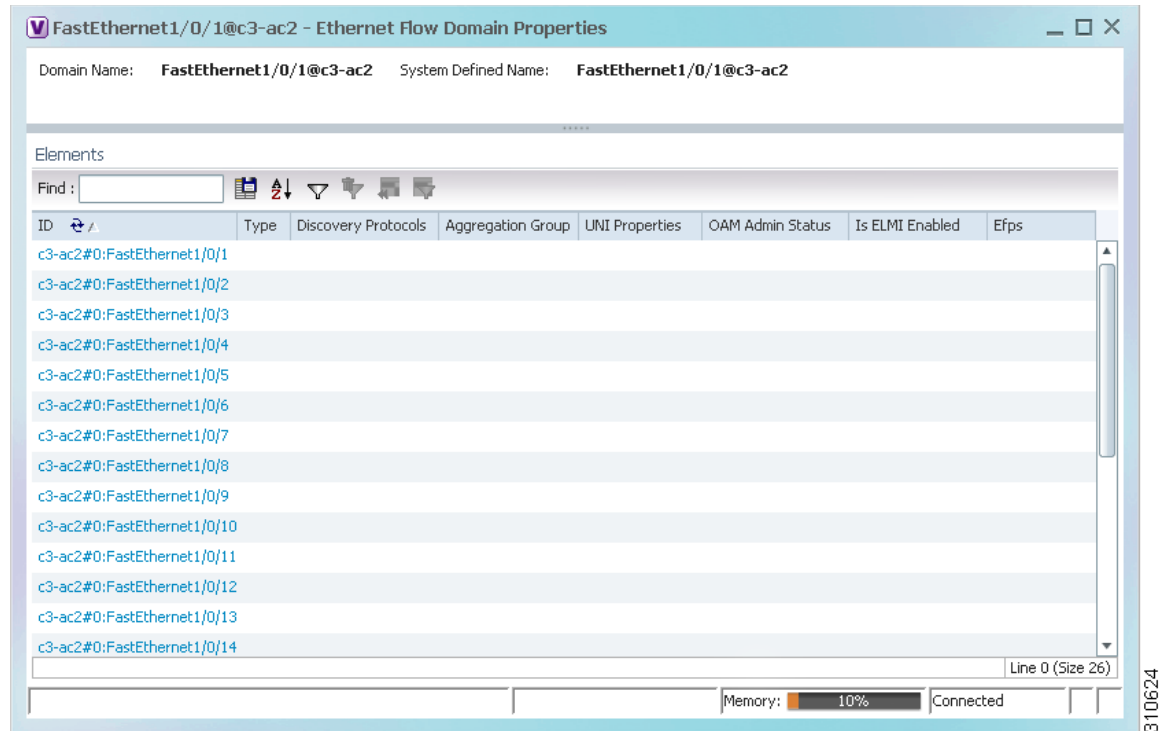 FastEthernet1/0/1@c3-ac2 - Ethernet Flow Domain Properties
Domain Name: FastEthernet1/0/1@c3-ac2 System Defined Name: FastEthernet1/0/1@c3-ac2
Elements
Find :
ID Type Discovery Protocols Aggregation Group UNI Properties OAM Admin Status Is ELMI Enabled Efps
c3-ac2#0:FastEthernet1/0/1
c3-ac2#0:FastEthernet1/0/2
c3-ac2#0:FastEthernet1/0/3
c3-ac2#0:FastEthernet1/0/4
c3-ac2#0:FastEthernet1/0/5
c3-ac2#0:FastEthernet1/0/6
c3-ac2#0:FastEthernet1/0/7
c3-ac2#0:FastEthernet1/0/8
c3-ac2#0:FastEthernet1/0/9
c3-ac2#0:FastEthernet1/0/10
c3-ac2#0:FastEthernet1/0/11
c3-ac2#0:FastEthernet1/0/12
c3-ac2#0:FastEthernet1/0/13
c3-ac2#0:FastEthernet1/0/14
Line 0 (Size 26)
Memory: 10% Connected
310624